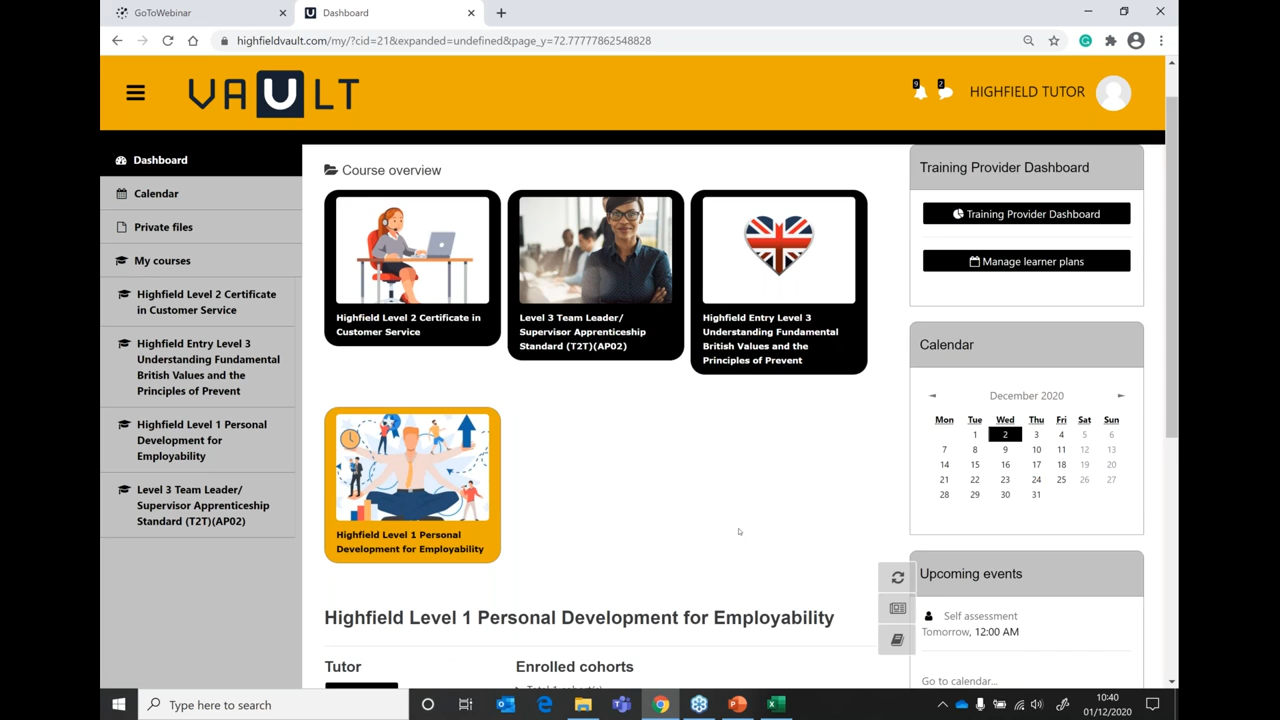 GoToWebinar
Dashboard
highfieldvault.com/my/?cid=21&expanded=undefined&page_y=72.77777862548828
VAULT
9
2
HIGHFIELD TUTOR
Dashboard
Calendar
Private files
My courses
Highfield Level 2 Certificate
in Customer Service
Highfield Entry Level 3
Understanding Fundamental
British Values and the
Principles of Prevent
Highfield Level 1 Personal
Development for
Employability
Level 3 Team Leader/
Supervisor Apprenticeship
Standard (T2T)(AP02)
Course overview
Highfield Level 2 Certificate in
Customer Service
Level 3 Team Leader/
Supervisor Apprenticeship
Standard (T2T)(AP02)
Highfield Entry Level 3
Understanding Fundamental
British Values and the
Principles of Prevent
Highfield Level 1 Personal
Development for Employability
Highfield Level 1 Personal Development for Employability
Tutor
Enrolled cohorts
Training Provider Dashboard
Training Provider Dashboard
Manage learner plans
Calendar
December 2020
Mon Tue Wed Thu Fri Sat Sun
1 2 3 4 5 6
7 8 9 10 11 12 13
14 15 16 17 18 19 20
21 22 23 24 25 26 27
28 29 30 31
Upcoming events
Self assessment
Tomorrow, 12:00 AM
Go to calendar...
Type here to search
10:40
01/12/2020